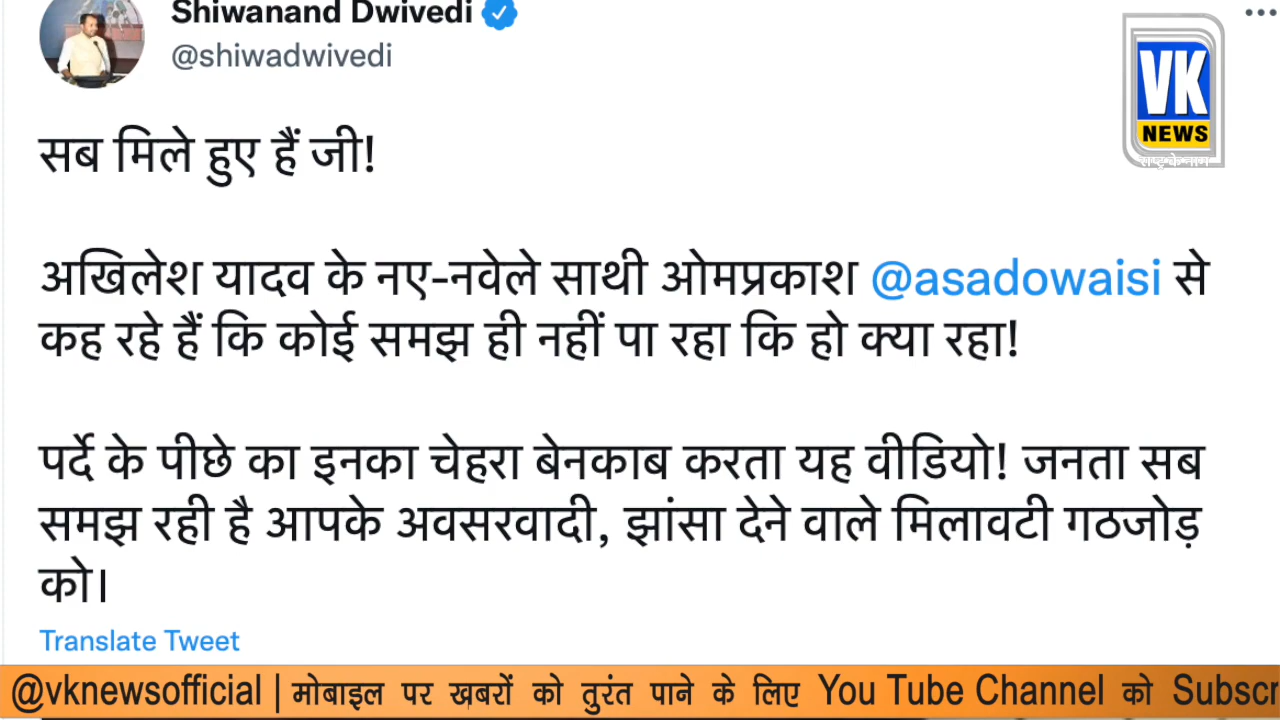 Shiwanand Dwivedi
@shiwadwivedi
VK
NEWS
राष्ट्र के नाम
सब मिले हुए हैं जी!
अखिलेश यादव के नए-नवेले साथी ओमप्रकाश @asadowaisi से
कह रहे हैं कि कोई समझ ही नहीं पा रहा कि हो क्या रहा!
पर्दे के पीछे का इनका चेहरा बेनकाब करता यह वीडियो! जनता सब
समझ रही है आपके अवसरवादी, झांसा देने वाले मिलावटी गठजोड़
को।
Translate Tweet
@vknewsofficial | मोबाइल पर ख़बरों को तुरंत पाने के लिए You Tube Channel को Subscr